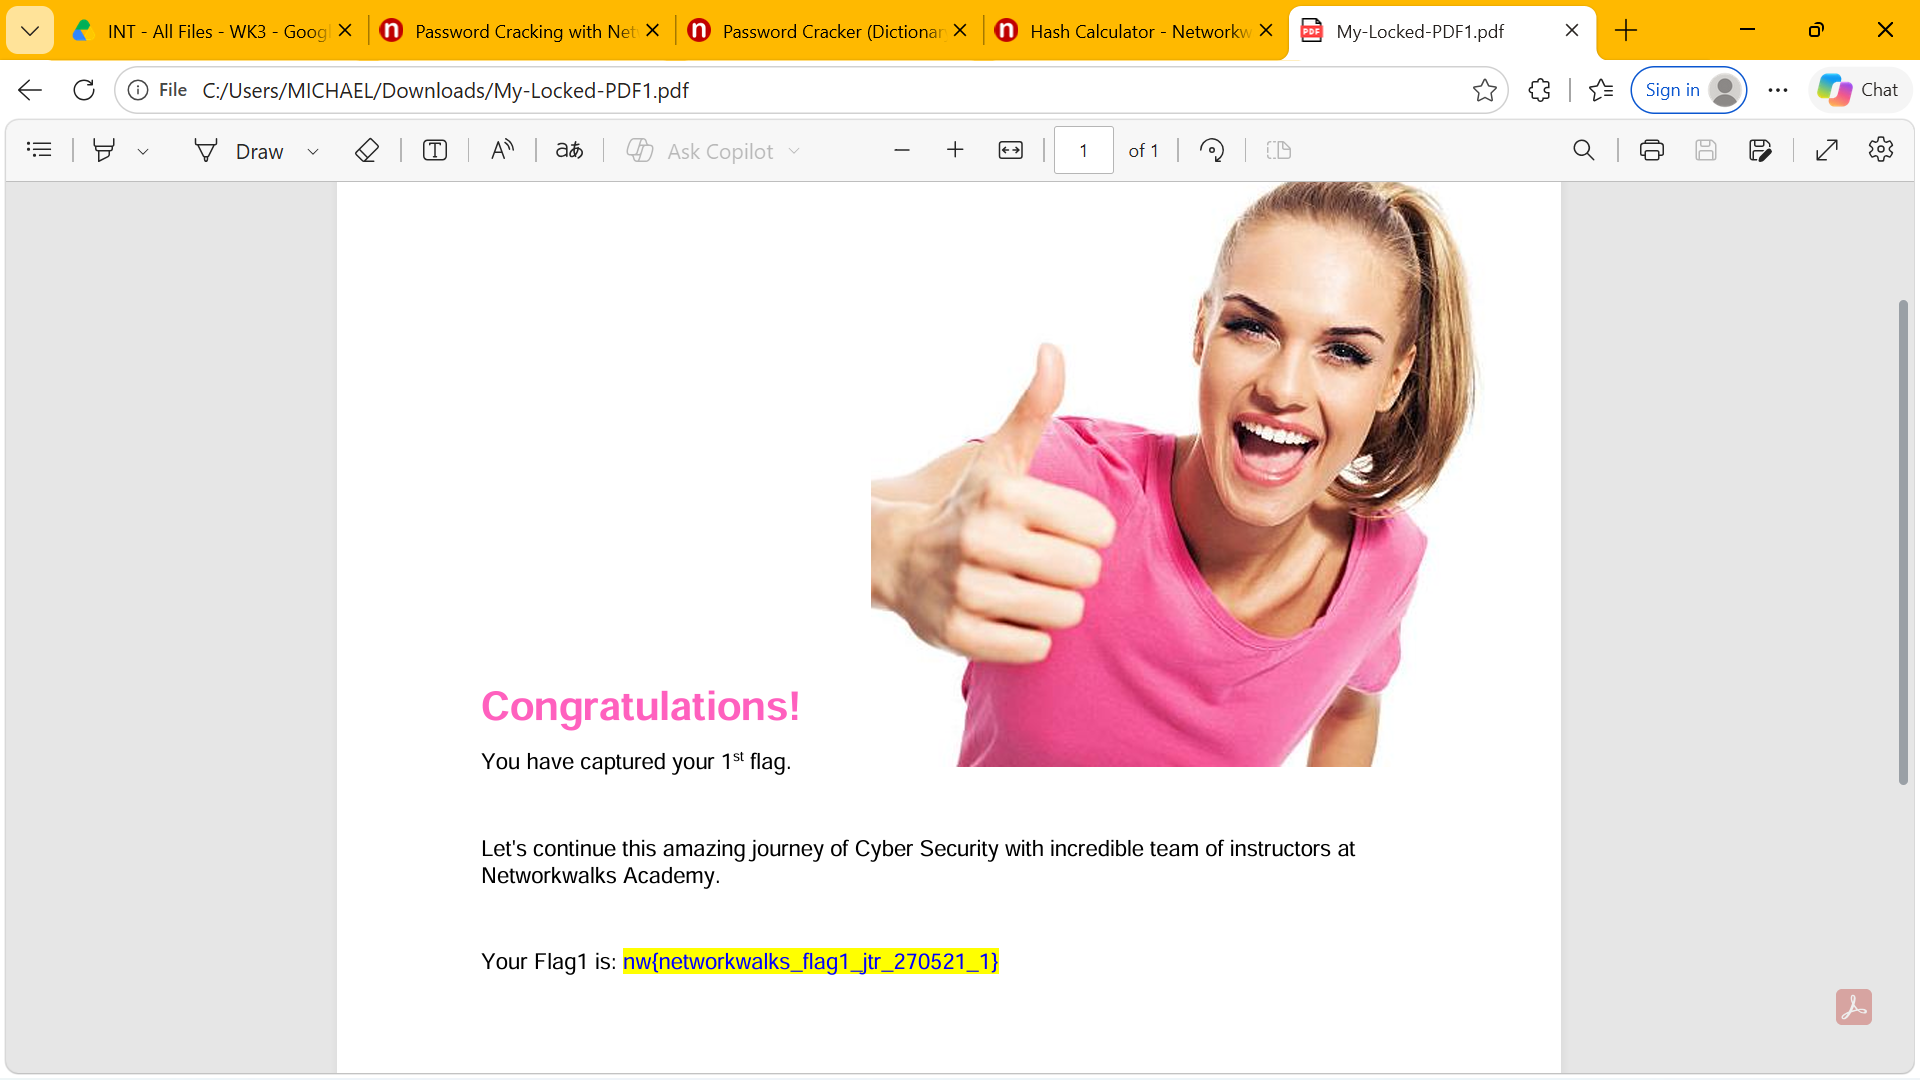 INT - All Files - WK3 - Goog
Password Cracking with Net
Password Cracker (Dictionar
Hash Calculator - Networkw
My-Locked-PDF1.pdf
File C:/Users/MICHAEL/Downloads/My-Locked-PDF1.pdf
Sign in
Chat
Draw
T
A
aあ
Ask Copilot
1 of 1
Congratulations!
You have captured your 1st flag.
Let's continue this amazing journey of Cyber Security with incredible team of instructors at
Networkwalks Academy.
Your Flag1 is: nw{networkwalks_flag1_jtr_270521_1}